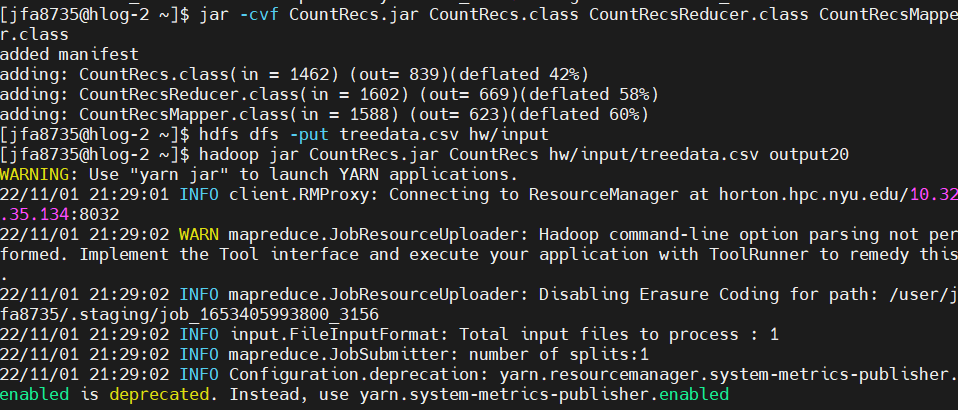 [jfa8735@hlog-2 ~]$ jar -cvf CountRecs.jar CountRecs.class CountRecsReducer.class CountRecsMappe
r.class
added manifest
adding: CountRecs.class(in = 1462) (out= 839)(deflated 42%)
adding: CountRecsReducer.class(in = 1602) (out= 669)(deflated 58%)
adding: CountRecsMapper.class(in = 1588) (out= 623)(deflated 60%)
[jfa8735@hlog-2 ~]$ hdfs dfs -put treedata.csv hw/input
[jfa8735@hlog-2 ~]$ hadoop jar CountRecs.jar CountRecs hw/input/treedata.csv output20
WARNING: Use "yarn jar" to launch YARN applications.
22/11/01 21:29:01 INFO client.RMProxy: Connecting to ResourceManager at horton.hpc.nyu.edu/10.32
.35.134:8032
22/11/01 21:29:02 WARN mapreduce.JobResourceUploader: Hadoop command-line option parsing not per
formed. Implement the Tool interface and execute your application with ToolRunner to remedy this
.
22/11/01 21:29:02 INFO mapreduce.JobResourceUploader: Disabling Erasure Coding for path: /user/j
fa8735/.staging/job_1653405993800_3156
22/11/01 21:29:02 INFO input.FileInputFormat: Total input files to process : 1
22/11/01 21:29:02 INFO mapreduce.JobSubmitter: number of splits:1
22/11/01 21:29:02 INFO Configuration.deprecation: yarn.resourcemanager.system-metrics-publisher.
enabled is deprecated. Instead, use yarn.system-metrics-publisher.enabled